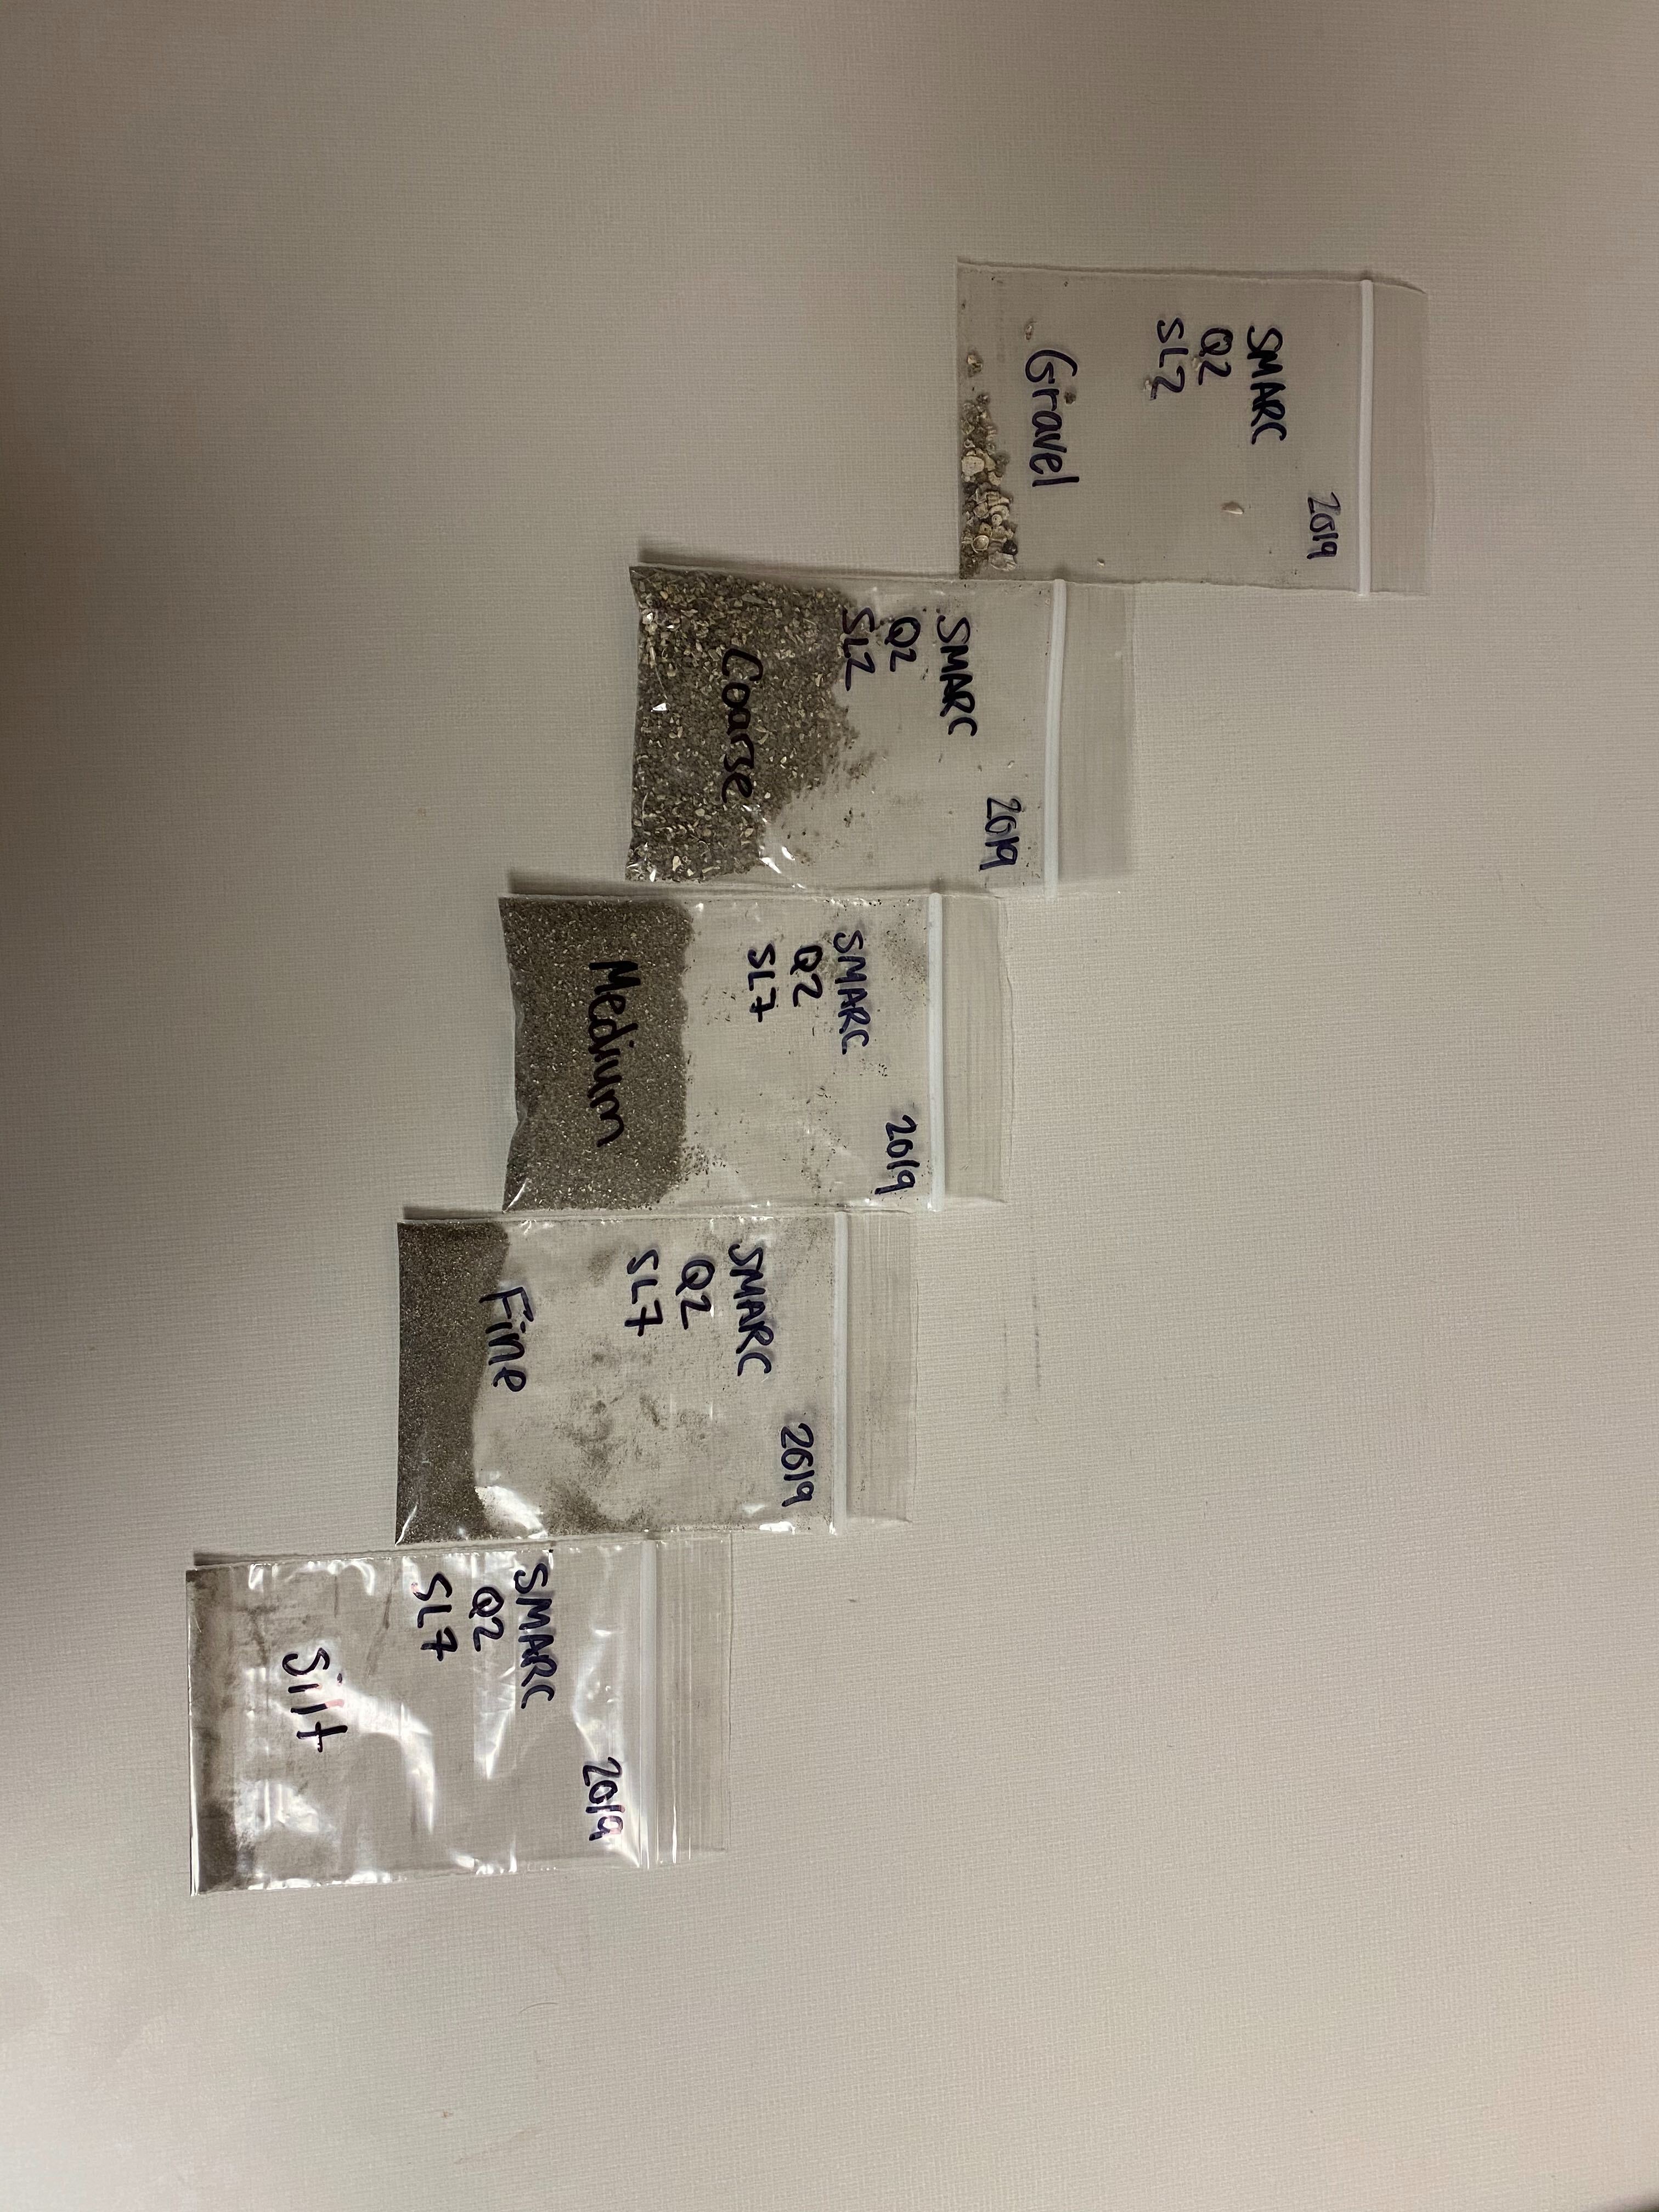 2019
SMARC
Q2
SL2
Gravel
2019
SMARC
Q2
SL2
Coarse
2019
SMARC
Q2
SL7
Medium
2019
SMARC
Q2
SL7
Fine
2019
SMARC
Q2
SL7
Silt